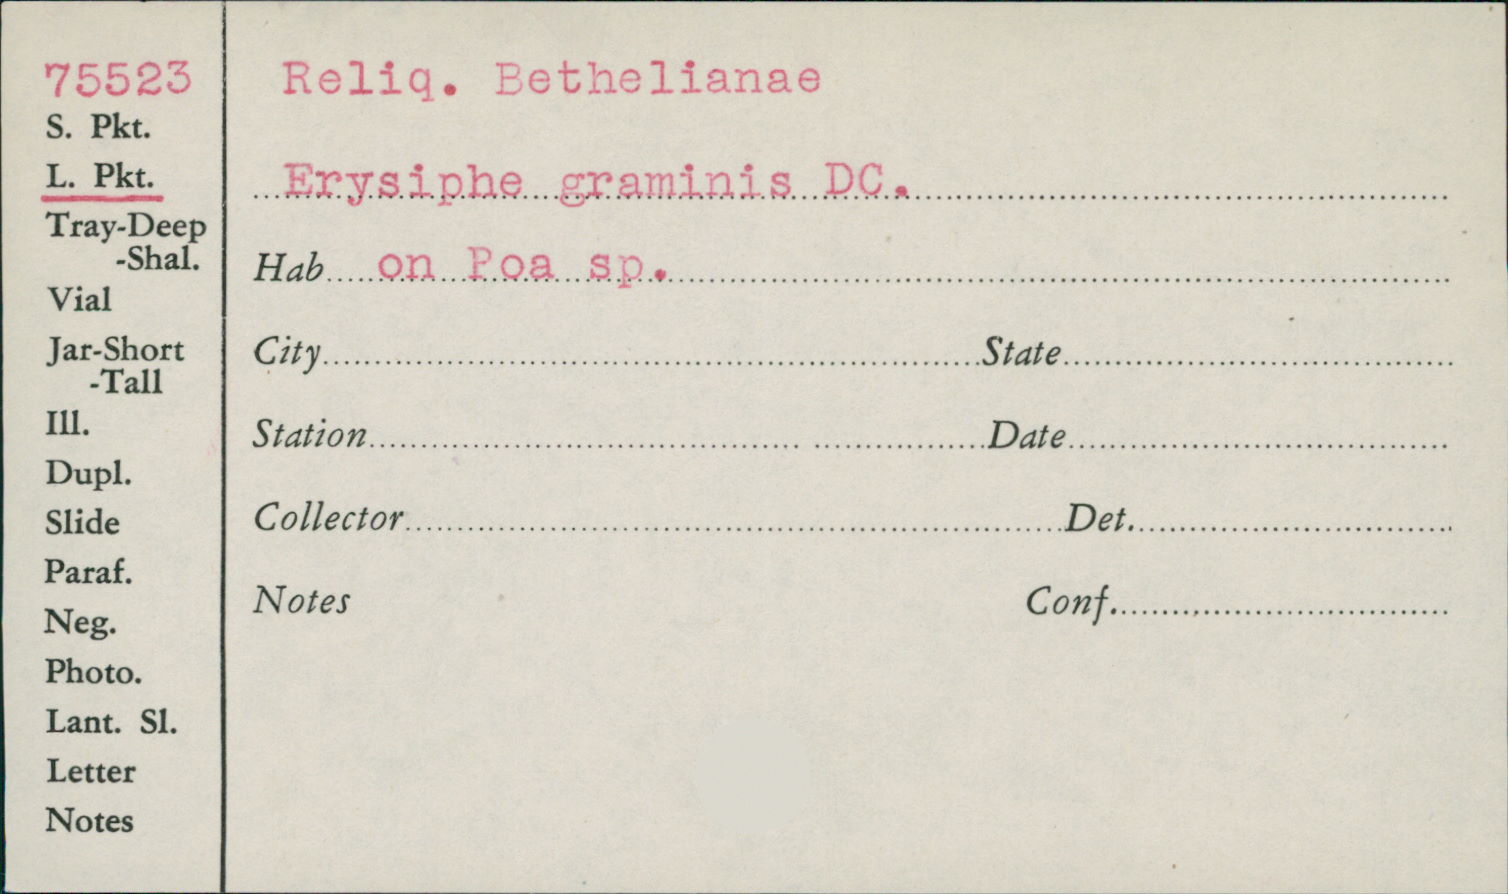 75523
S. Pkt.
L. Pkt.
Tray-Deep
-Shal.
Vial
Jar-Short
-Tall
Ill.
Dupl.
Slide
Paraf.
Neg.
Photo.
Lant. Sl.
Letter
Notes
Reliq. Bethelianae
Erysiphe graminis DC.
Hab on Poa sp.
City State
Station Date
Collector Det.
Notes Conf.